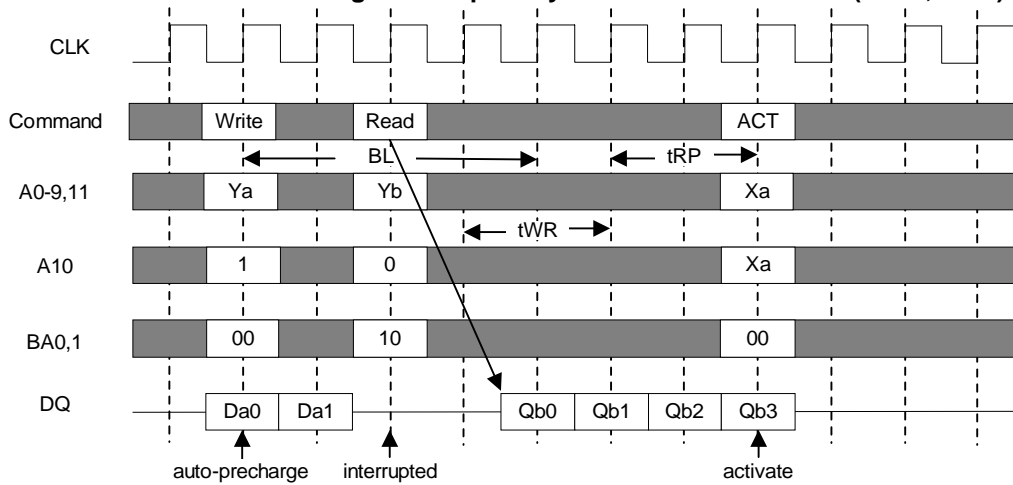 CLK
Command Write Read ACT
BL tRP
A0-9,11 Ya Yb Xa
tWR
A10 1 0 Xa
BA0,1 00 10 00
DQ Da0 Da1 Qb0 Qb1 Qb2 Qb3
auto-precharge interrupted activate